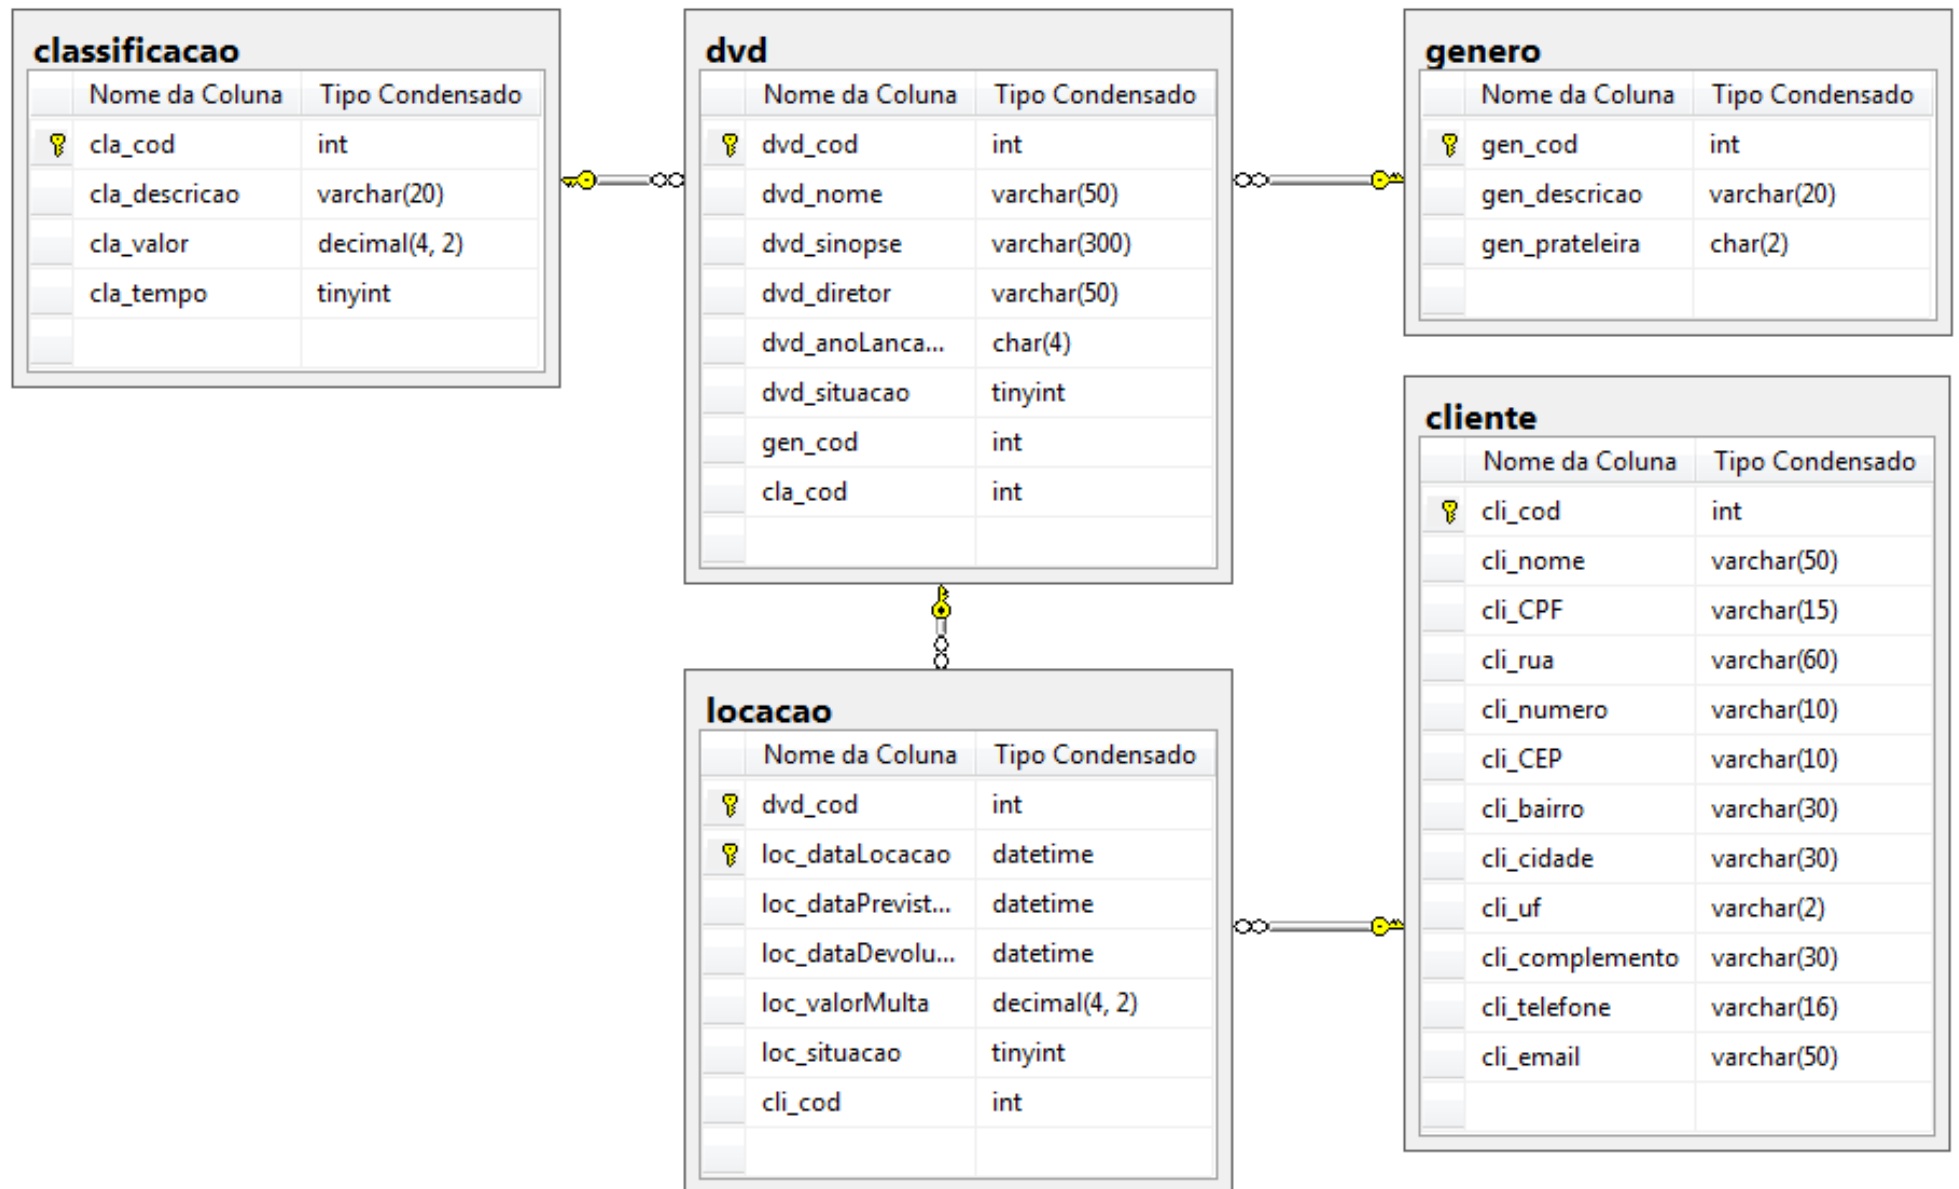 classificacao
Nome da Coluna Tipo Condensado
cla_cod int
cla_descricao varchar(20)
cla_valor decimal(4, 2)
cla_tempo tinyint
dvd
Nome da Coluna Tipo Condensado
dvd_cod int
dvd_nome varchar(50)
dvd_sinopse varchar(300)
dvd_diretor varchar(50)
dvd_anoLanca... char(4)
dvd_situacao tinyint
gen_cod int
cla_cod int
genero
Nome da Coluna Tipo Condensado
gen_cod int
gen_descricao varchar(20)
gen_prateleira char(2)
cliente
Nome da Coluna Tipo Condensado
cli_cod int
cli_nome varchar(50)
cli_CPF varchar(15)
cli_rua varchar(60)
cli_numero varchar(10)
cli_CEP varchar(10)
cli_bairro varchar(30)
cli_cidade varchar(30)
cli_uf varchar(2)
cli_complemento varchar(30)
cli_telefone varchar(16)
cli_email varchar(50)
locacao
Nome da Coluna Tipo Condensado
dvd_cod int
loc_dataLocacao datetime
loc_dataPrevist... datetime
loc_dataDevolu... datetime
loc_valorMulta decimal(4, 2)
loc_situacao tinyint
cli_cod int